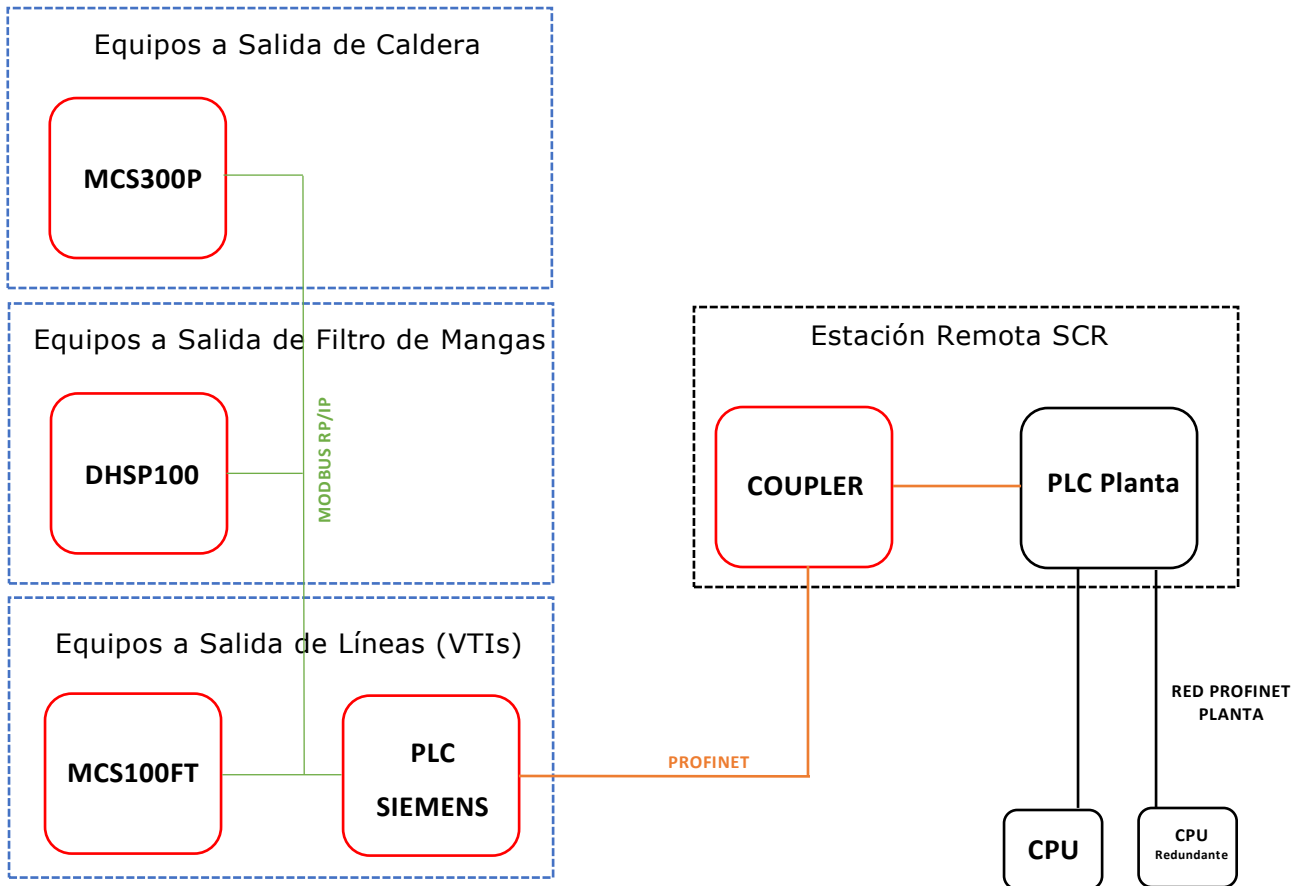 Equipos a Salida de Caldera
MCS300P
Equipos a Salida de Filtro de Mangas
DHSP100
MODBUS RP/IP
Equipos a Salida de Líneas (VTIs)
MCS100FT
PLC
SIEMENS
PROFINET
Estación Remota SCR
COUPLER
PLC Planta
RED PROFINET
PLANTA
CPU
CPU
Redundante